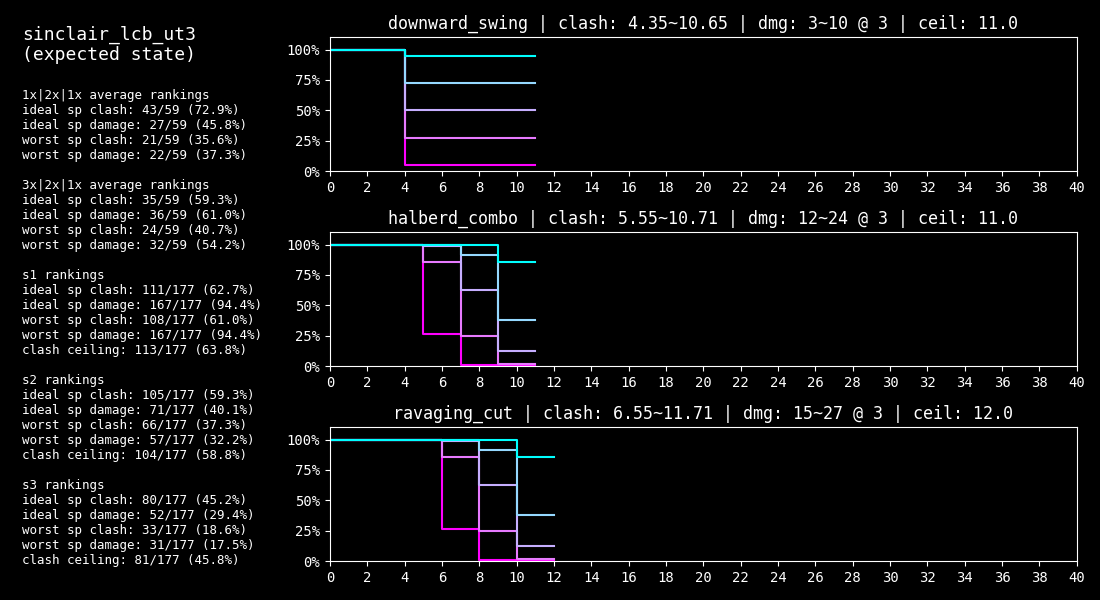 sinclair_lcb_ut3
(expected state)
1x|2x|1x average rankings
ideal sp clash: 43/59 (72.9%)
ideal sp damage: 27/59 (45.8%)
worst sp clash: 21/59 (35.6%)
worst sp damage: 22/59 (37.3%)
3x|2x|1x average rankings
ideal sp clash: 35/59 (59.3%)
ideal sp damage: 36/59 (61.0%)
worst sp clash: 24/59 (40.7%)
worst sp damage: 32/59 (54.2%)
s1 rankings
ideal sp clash: 111/177 (62.7%)
ideal sp damage: 167/177 (94.4%)
worst sp clash: 108/177 (61.0%)
worst sp damage: 167/177 (94.4%)
clash ceiling: 113/177 (63.8%)
s2 rankings
ideal sp clash: 105/177 (59.3%)
ideal sp damage: 71/177 (40.1%)
worst sp clash: 66/177 (37.3%)
worst sp damage: 57/177 (32.2%)
clash ceiling: 104/177 (58.8%)
s3 rankings
ideal sp clash: 80/177 (45.2%)
ideal sp damage: 52/177 (29.4%)
worst sp clash: 33/177 (18.6%)
worst sp damage: 31/177 (17.5%)
clash ceiling: 81/177 (45.8%)
downward_swing | clash: 4.35~10.65 | dmg: 3~10 @ 3 | ceil: 11.0
100%
75%
50%
25%
0%
0 2 4 6 8 10 12 14 16 18 20 22 24 26 28 30 32 34 36 38 40
halberd_combo | clash: 5.55~10.71 | dmg: 12~24 @ 3 | ceil: 11.0
100%
75%
50%
25%
0%
0 2 4 6 8 10 12 14 16 18 20 22 24 26 28 30 32 34 36 38 40
ravaging_cut | clash: 6.55~11.71 | dmg: 15~27 @ 3 | ceil: 12.0
100%
75%
50%
25%
0%
0 2 4 6 8 10 12 14 16 18 20 22 24 26 28 30 32 34 36 38 40